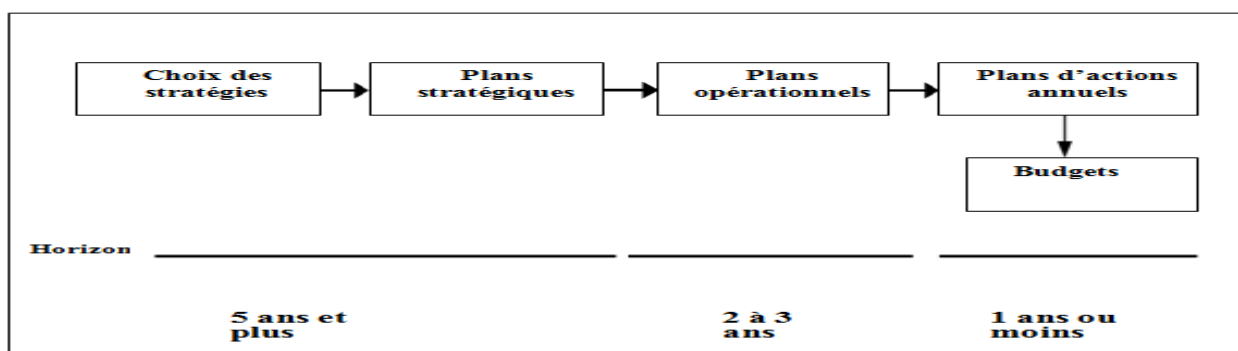 Choix des
stratégies
Plans
stratégiques
Plans
opérationnels
Plans d'actions
annuels
Budgets
Horizon
5 ans et
plus
2 à 3
ans
1 ans ou
moins